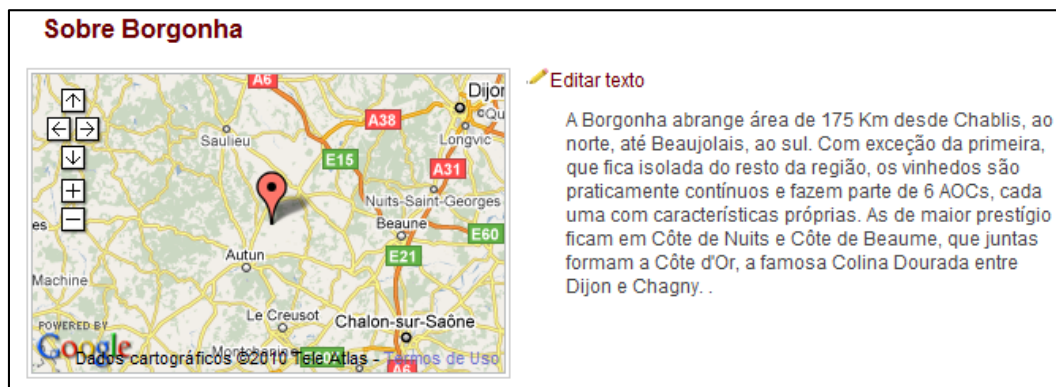 Sobre Borgonha
A6
Dijon
A38
Saulieu
Longvic
E15
A31
Nuits-Saint-Georges
Beaune
es
E60
Autun
E21
Machine
Le Creusot
POWERED BY
Chalon-sur-Saône
Google
Montchanin
Dados cartográficos ©2010 Tele Atlas - Termos de Uso
A6
Editar texto
A Borgonha abrange área de 175 Km desde Chablis, ao
norte, até Beaujolais, ao sul. Com exceção da primeira,
que fica isolada do resto da região, os vinhedos são
praticamente contínuos e fazem parte de 6 AOCs, cada
uma com características próprias. As de maior prestígio
ficam em Côte de Nuits e Côte de Beaume, que juntas
formam a Côte d'Or, a famosa Colina Dourada entre
Dijon e Chagny. .